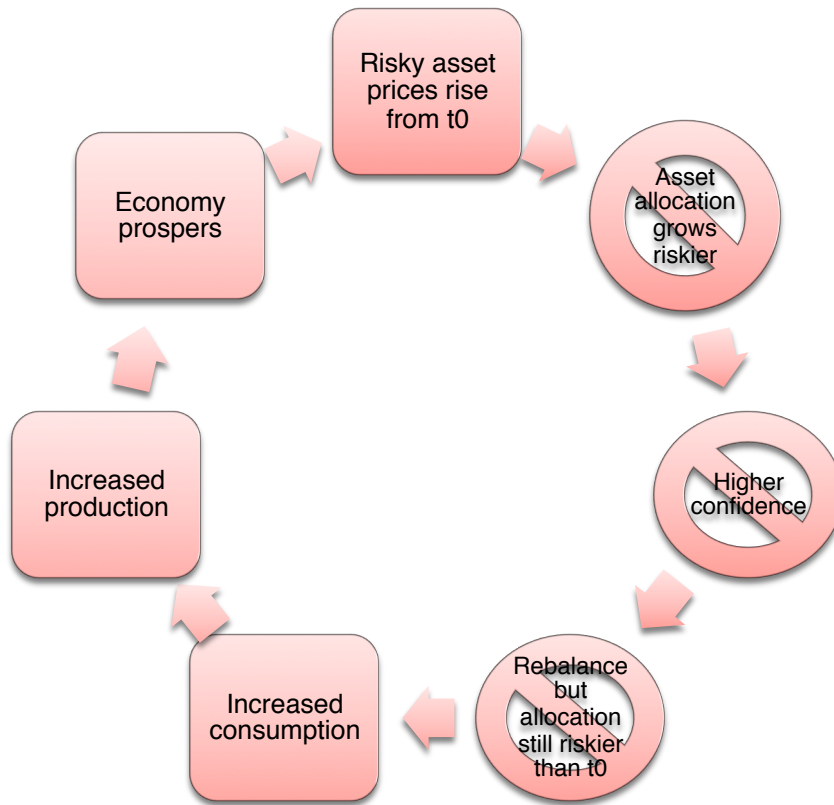 Risky asset
prices rise
from t0
Asset
allocation
grows
riskier
Higher
confidence
Rebalance
but
allocation
still riskier
than t0
Increased
consumption
Increased
production
Economy
prospers